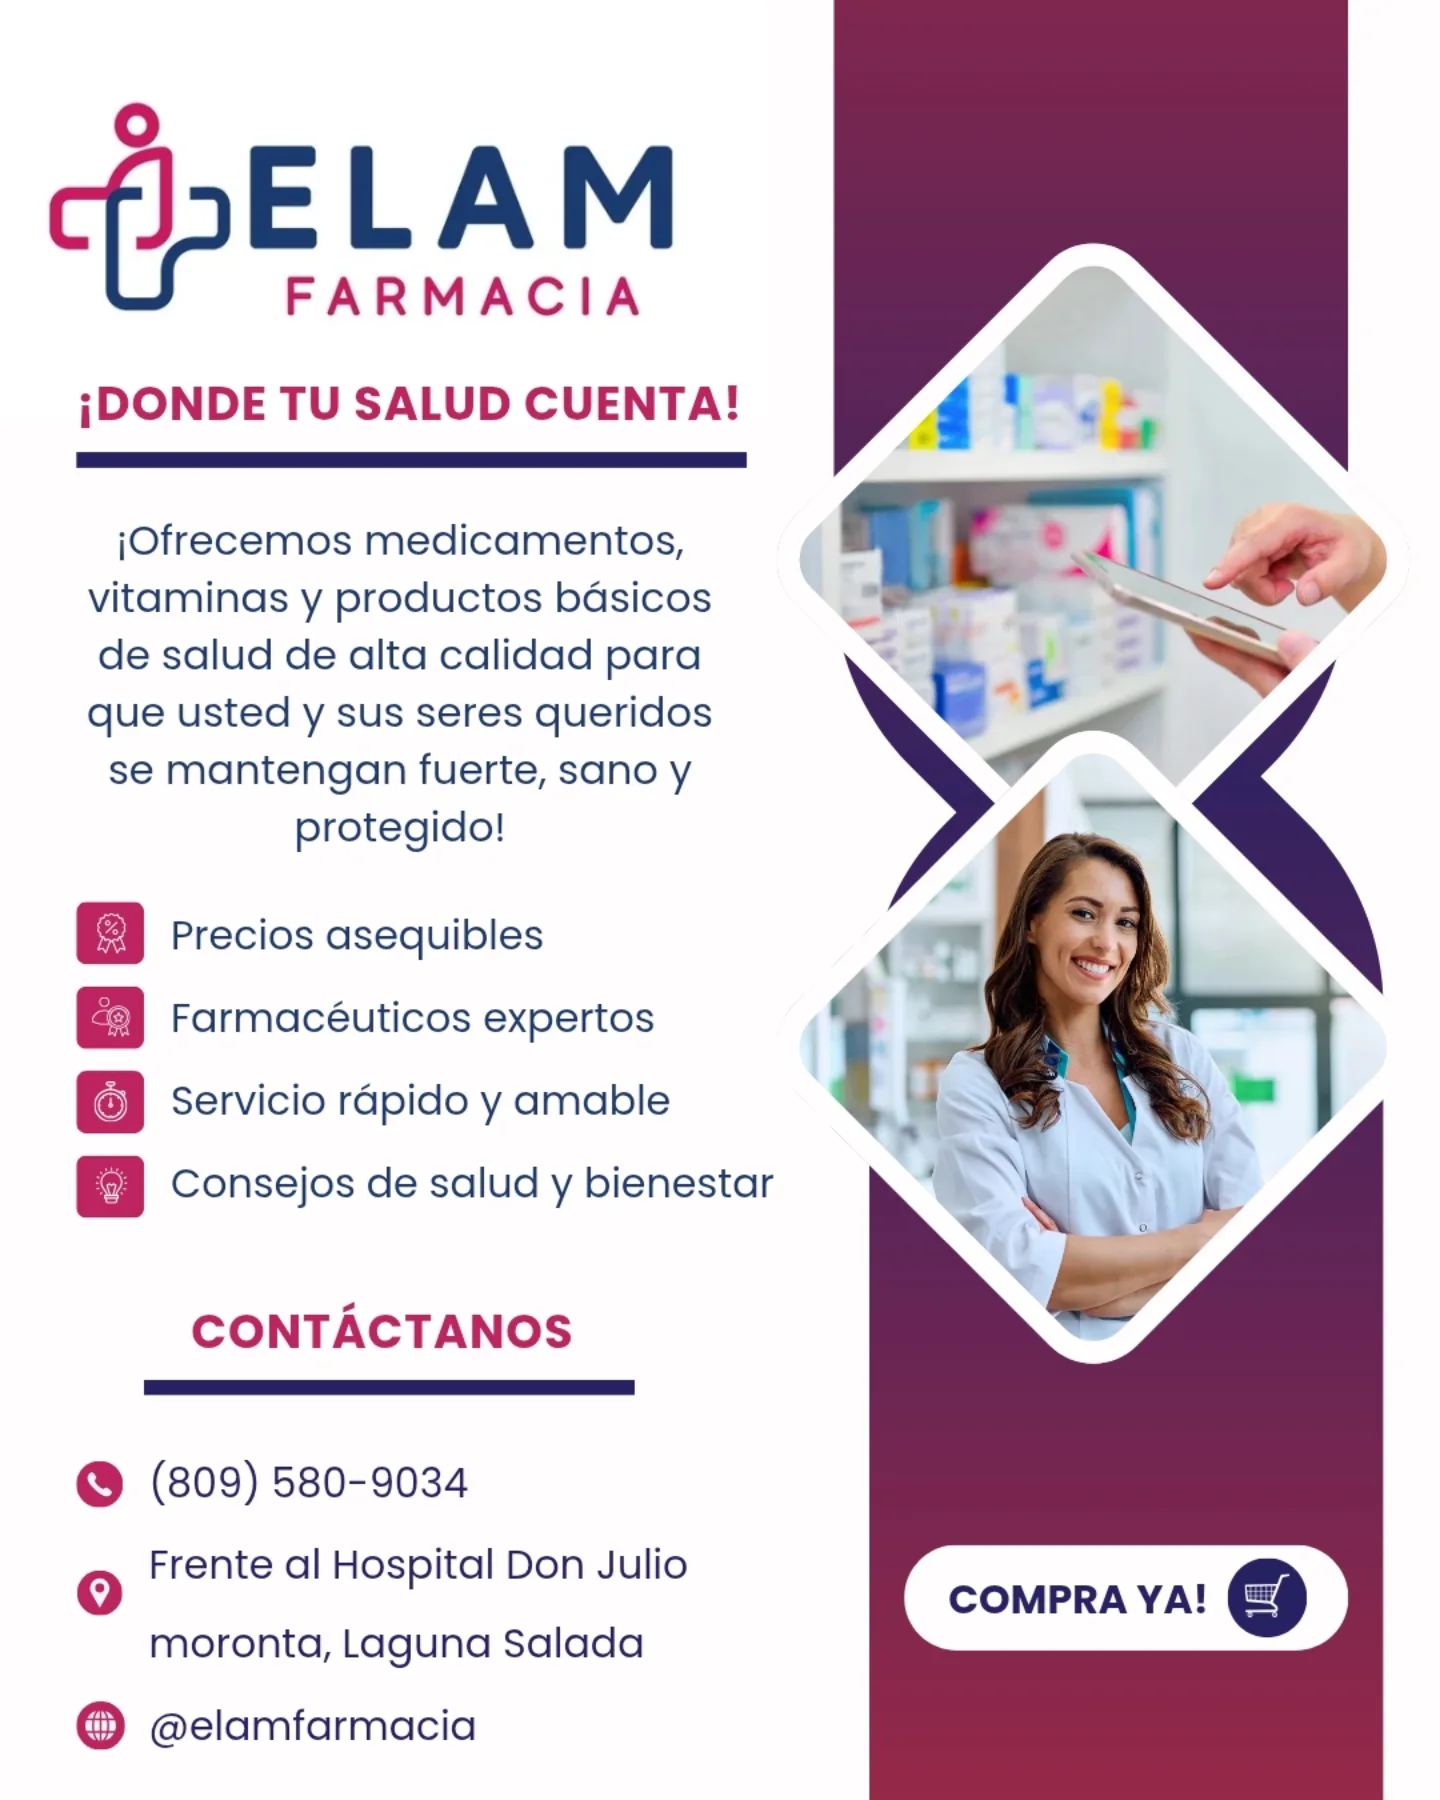 ELAM
FARMACIA
¡DONDE TU SALUD CUENTA!
¡Ofrecemos medicamentos,
vitaminas y productos básicos
de salud de alta calidad para
que usted y sus seres queridos
se mantengan fuerte, sano y
protegido!
Precios asequibles
Farmacéuticos expertos
Servicio rápido y amable
Consejos de salud y bienestar
CONTÁCTANOS
(809) 580-9034
Frente al Hospital Don Julio
moronta, Laguna Salada
@elamfarmacia
COMPRA YA!